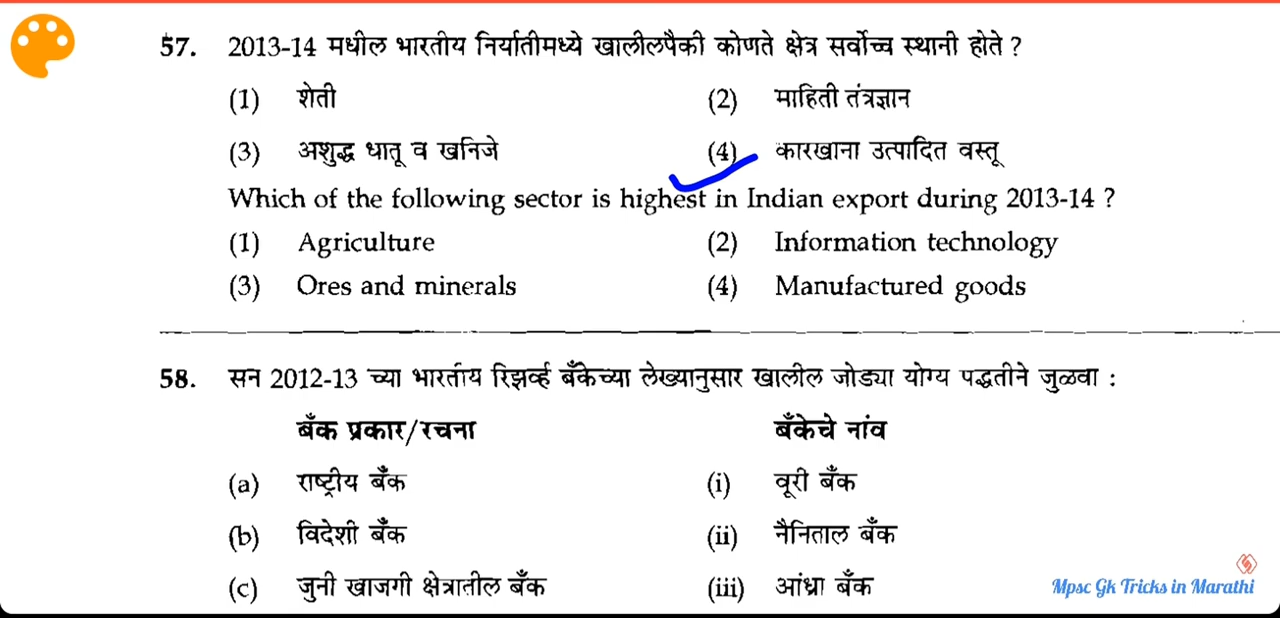 57. 2013-14 मधील भारतीय निर्यातीमध्ये खालीलपैकी कोणते क्षेत्र सर्वोच्च स्थानी होते ?
(1) शेती (2) माहिती तंत्रज्ञान
(3) अशुद्ध धातू व खनिजे (4) कारखाना उत्पादित वस्तू
Which of the following sector is highest in Indian export during 2013-14 ?
(1) Agriculture (2) Information technology
(3) Ores and minerals (4) Manufactured goods
58. सन 2012-13 च्या भारतीय रिझर्व्ह बँकेच्या लेख्यानुसार खालील जोड्या योग्य पद्धतीने जुळवा :
बँक प्रकार/रचना बँकेचे नांव
(a) राष्ट्रीय बँक (i) वूरी बँक
(b) विदेशी बँक (ii) नैनिताल बँक
(c) जुनी खाजगी क्षेत्रातील बँक (iii) आंध्रा बँक
Mpsc Gk Tricks in Marathi